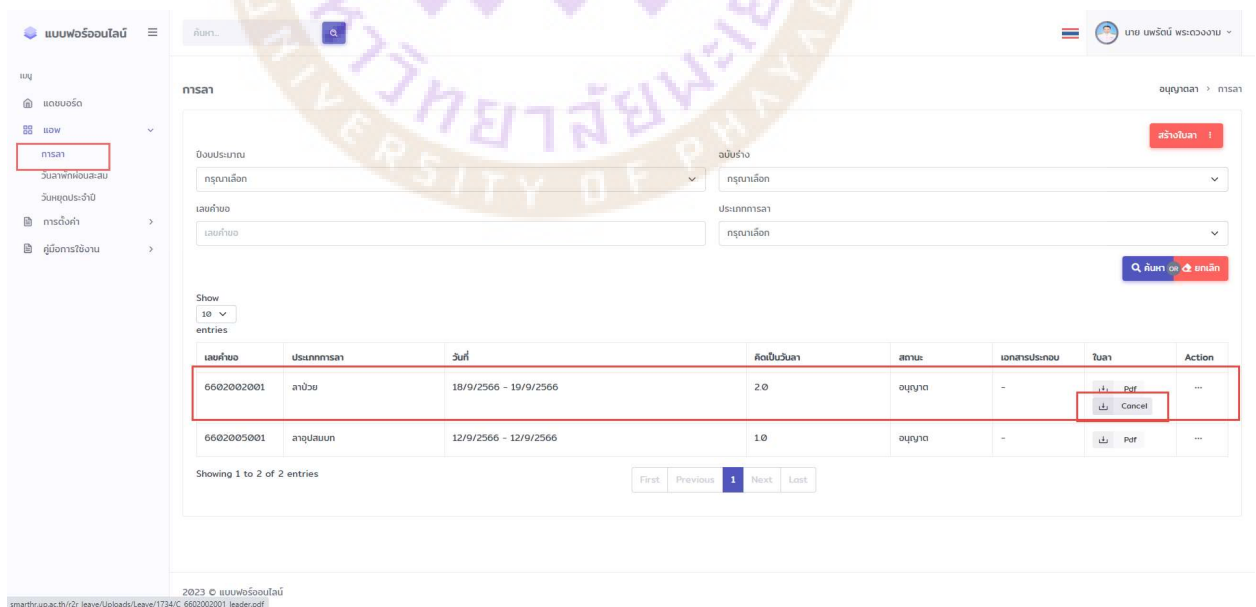 แบบฟอร์มออนไลน์
ค้นหา...
นาย นพรัตน์ พระดวงงาม
เมนู
แดชบอร์ด
แอพ
การลา
วันลาพักผ่อนสะสม
วันหยุดประจำปี
การตั้งค่า
คู่มือการใช้งาน
การลา
อนุญาตลา > การลา
สร้างใบลา
ปีงบประมาณ
ฉบับร่าง
กรุณาเลือก
กรุณาเลือก
เลขคำขอ
ประเภทการลา
เลขคำขอ
กรุณาเลือก
ค้นหา OR ยกเลิก
Show
10
entries
เลขคำขอ ประเภทการลา วันที่ คิดเป็นวันลา สถานะ เอกสารประกอบ ใบลา Action
6602002001 ลาป่วย 18/9/2566 - 19/9/2566 2.0 อนุญาต - Pdf ...
Cancel
6602005001 ลาอุปสมบท 12/9/2566 - 12/9/2566 1.0 อนุญาต - Pdf ...
Showing 1 to 2 of 2 entries
First Previous 1 Next Last
2023 © แบบฟอร์มออนไลน์
smarthr.up.ac.th/r2r_leave/Uploads/Leave/1734/C_6602002001_leader.pdf
มหาวิทยาลัยพะเยา
UNIVERSITY OF PHAYAO